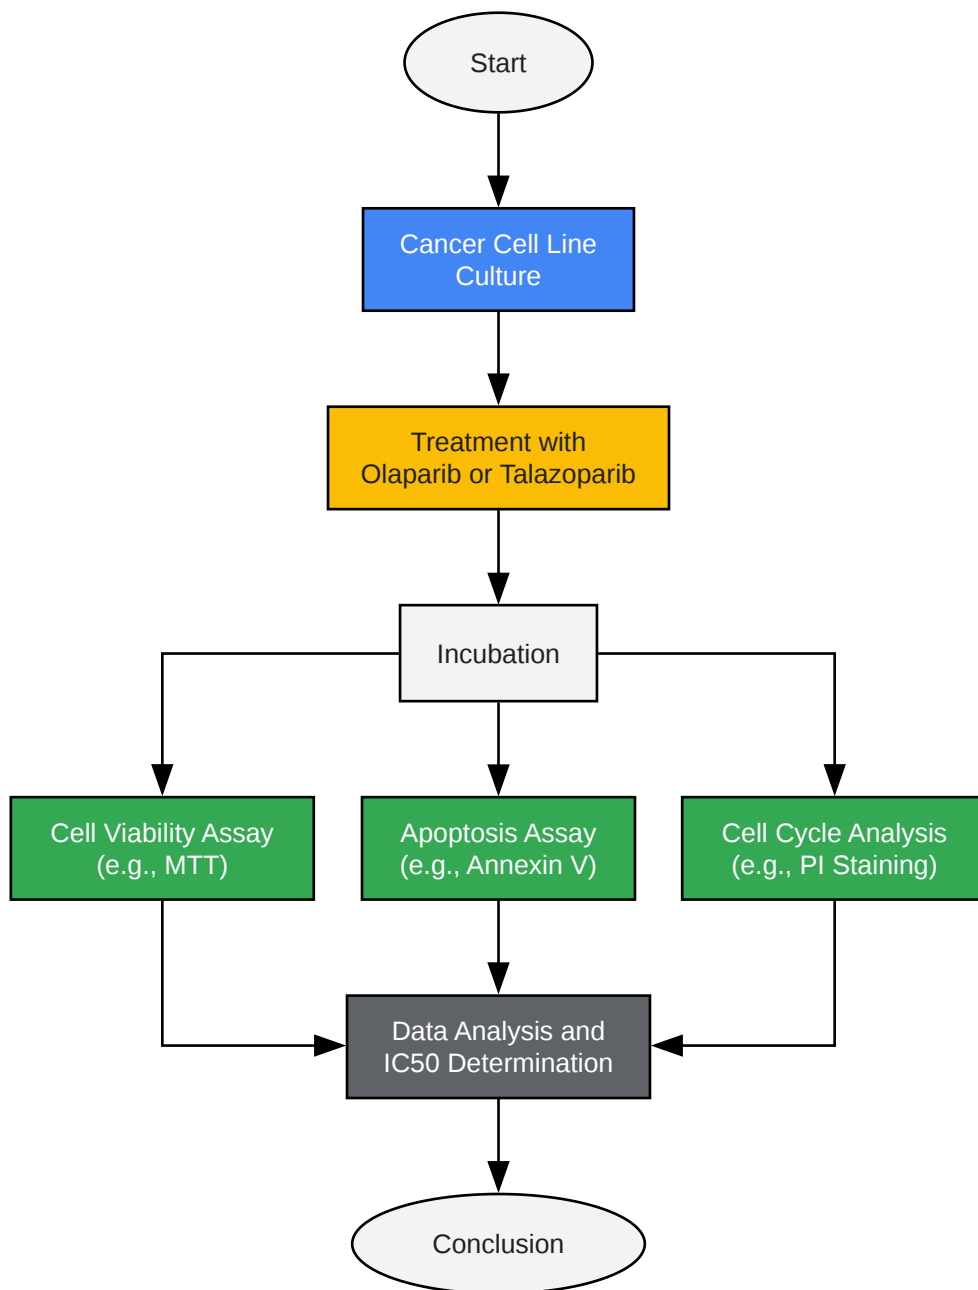 Start
Cancer Cell Line
Culture
Treatment with
Olaparib or Talazoparib
Incubation
Cell Viability Assay
(e.g., MTT)
Apoptosis Assay
(e.g., Annexin V)
Cell Cycle Analysis
(e.g., PI Staining)
Data Analysis and
IC50 Determination
Conclusion